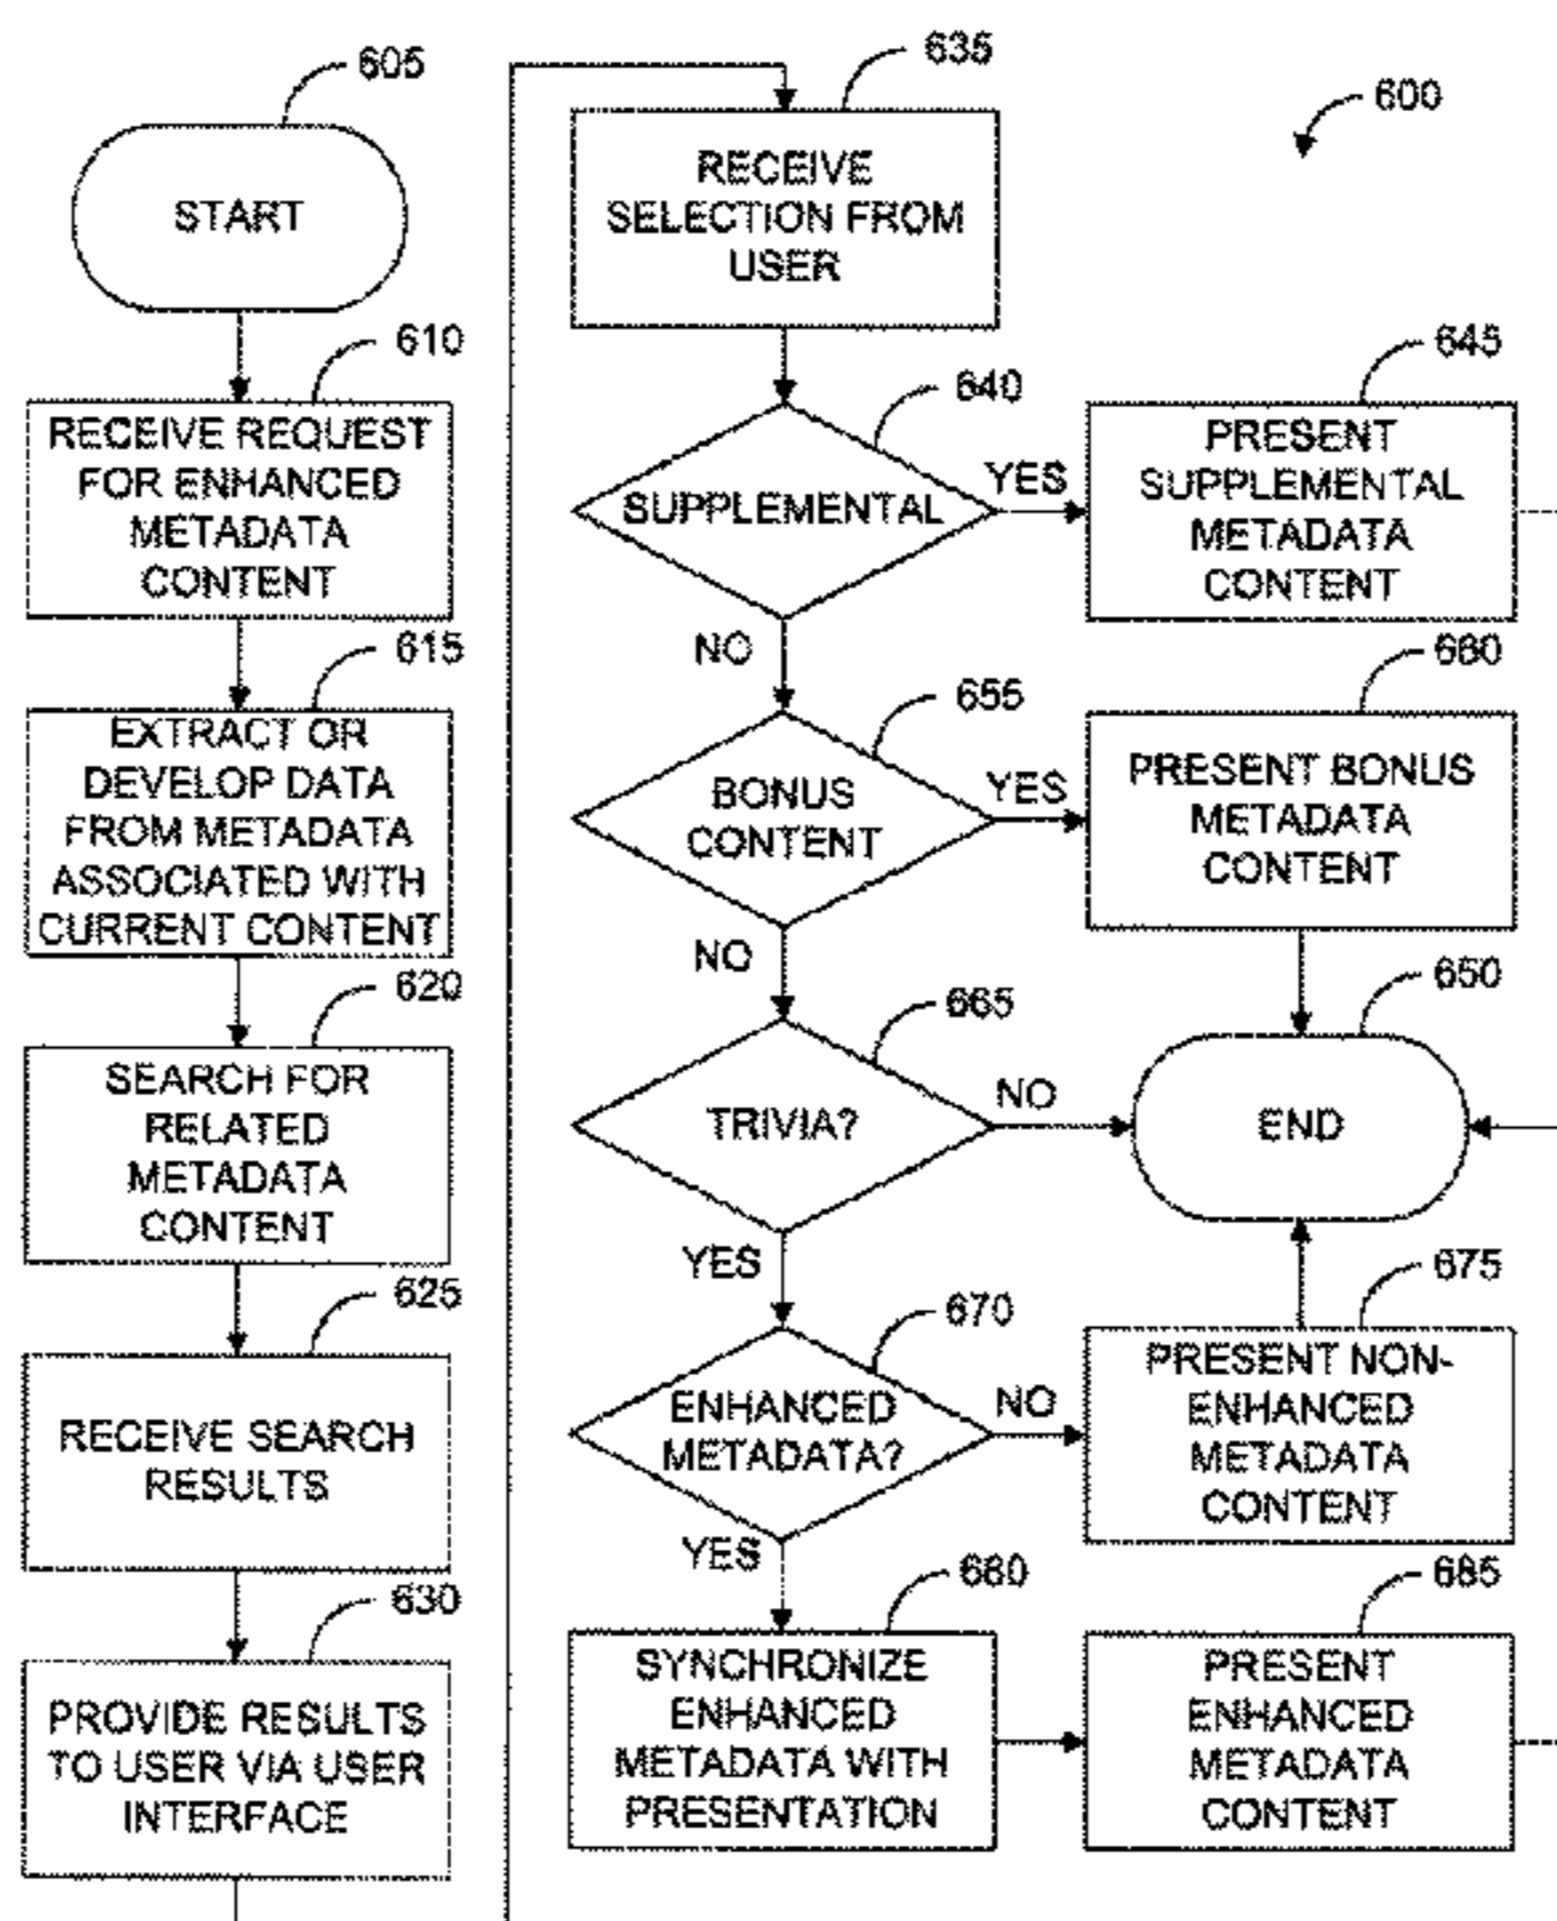 605
START
610
RECEIVE REQUEST
FOR ENHANCED
METADATA
CONTENT
615
EXTRACT OR
DEVELOP DATA
FROM METADATA
ASSOCIATED WITH
CURRENT CONTENT
620
SEARCH FOR
RELATED
METADATA
CONTENT
625
RECEIVE SEARCH
RESULTS
630
PROVIDE RESULTS
TO USER VIA USER
INTERFACE
635
RECEIVE
SELECTION FROM
USER
600
640
SUPPLEMENTAL
YES
NO
645
PRESENT
SUPPLEMENTAL
METADATA
CONTENT
655
BONUS
CONTENT
YES
NO
660
PRESENT BONUS
METADATA
CONTENT
665
TRIVIA?
NO
YES
650
END
670
ENHANCED
METADATA?
NO
YES
675
PRESENT NON-
ENHANCED
METADATA
CONTENT
680
SYNCHRONIZE
ENHANCED
METADATA WITH
PRESENTATION
685
PRESENT
ENHANCED
METADATA
CONTENT